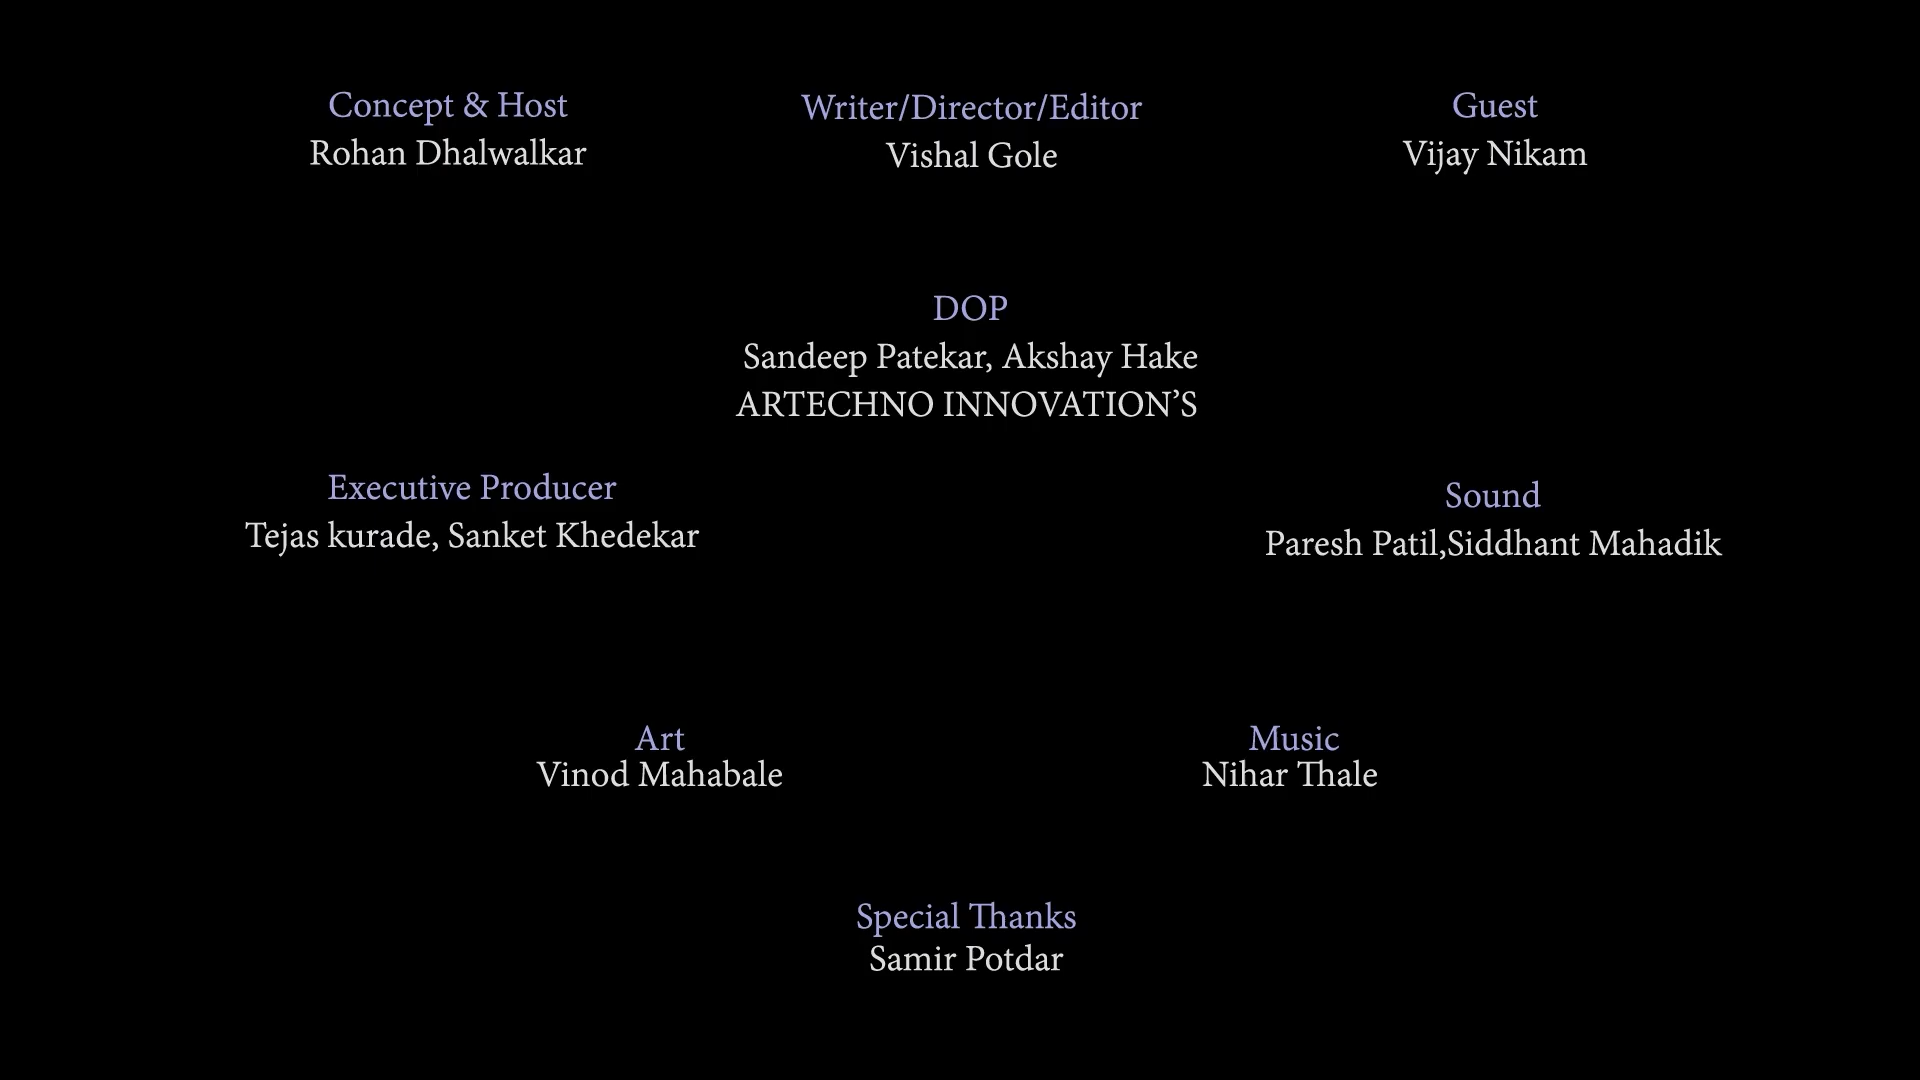 Concept & Host
Rohan Dhalwalkar
Writer/Director/Editor
Vishal Gole
Guest
Vijay Nikam
DOP
Sandeep Patekar, Akshay Hake
ARTECHNO INNOVATION’S
Executive Producer
Tejas kurade, Sanket Khedekar
Sound
Paresh Patil,Siddhant Mahadik
Art
Vinod Mahabale
Music
Nihar Thale
Special Thanks
Samir Potdar